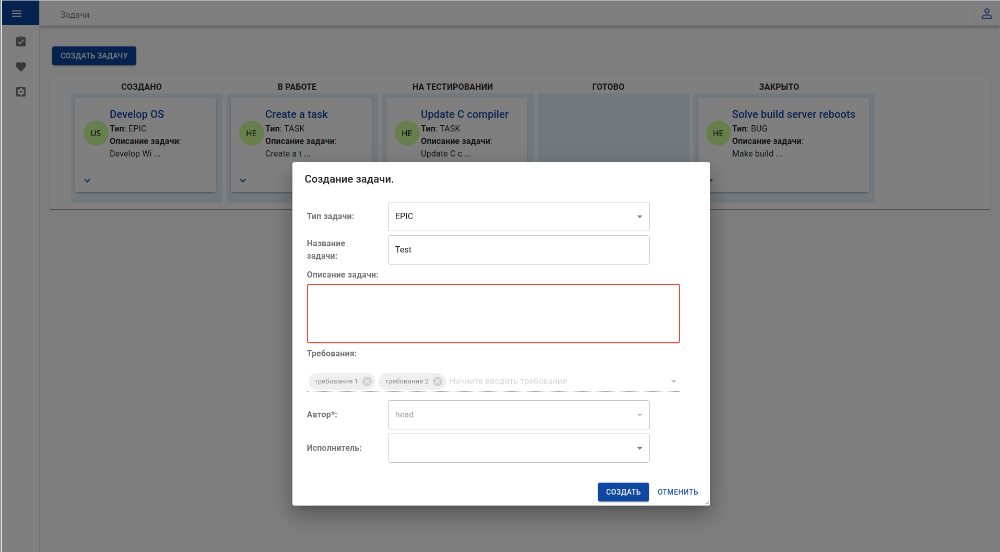 Задачи
СОЗДАТЬ ЗАДАЧУ
СОЗДАНО
В РАБОТЕ
НА ТЕСТИРОВАНИИ
ГОТОВО
ЗАКРЫТО
US
Develop OS
Тип: EPIC
Описание задачи:
Develop Wi ...
HE
Create a task
Тип: TASK
Описание задачи:
Create a t ...
HE
Update C compiler
Тип: TASK
Описание задачи:
Update C c ...
HE
Solve build server reboots
Тип: BUG
Описание задачи:
Make build ...
Создание задачи.
Тип задачи:
EPIC
Название
задачи:
Test
Описание задачи:
Требования:
требование 1
требование 2
Начните вводить требование
Автор*:
head
Исполнитель:
СОЗДАТЬ
ОТМЕНИТЬ